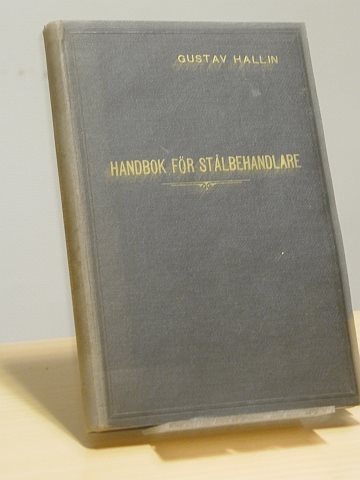 GUSTAV HALLIN
HANDBOK FÖR STÅLBEHANDLARE